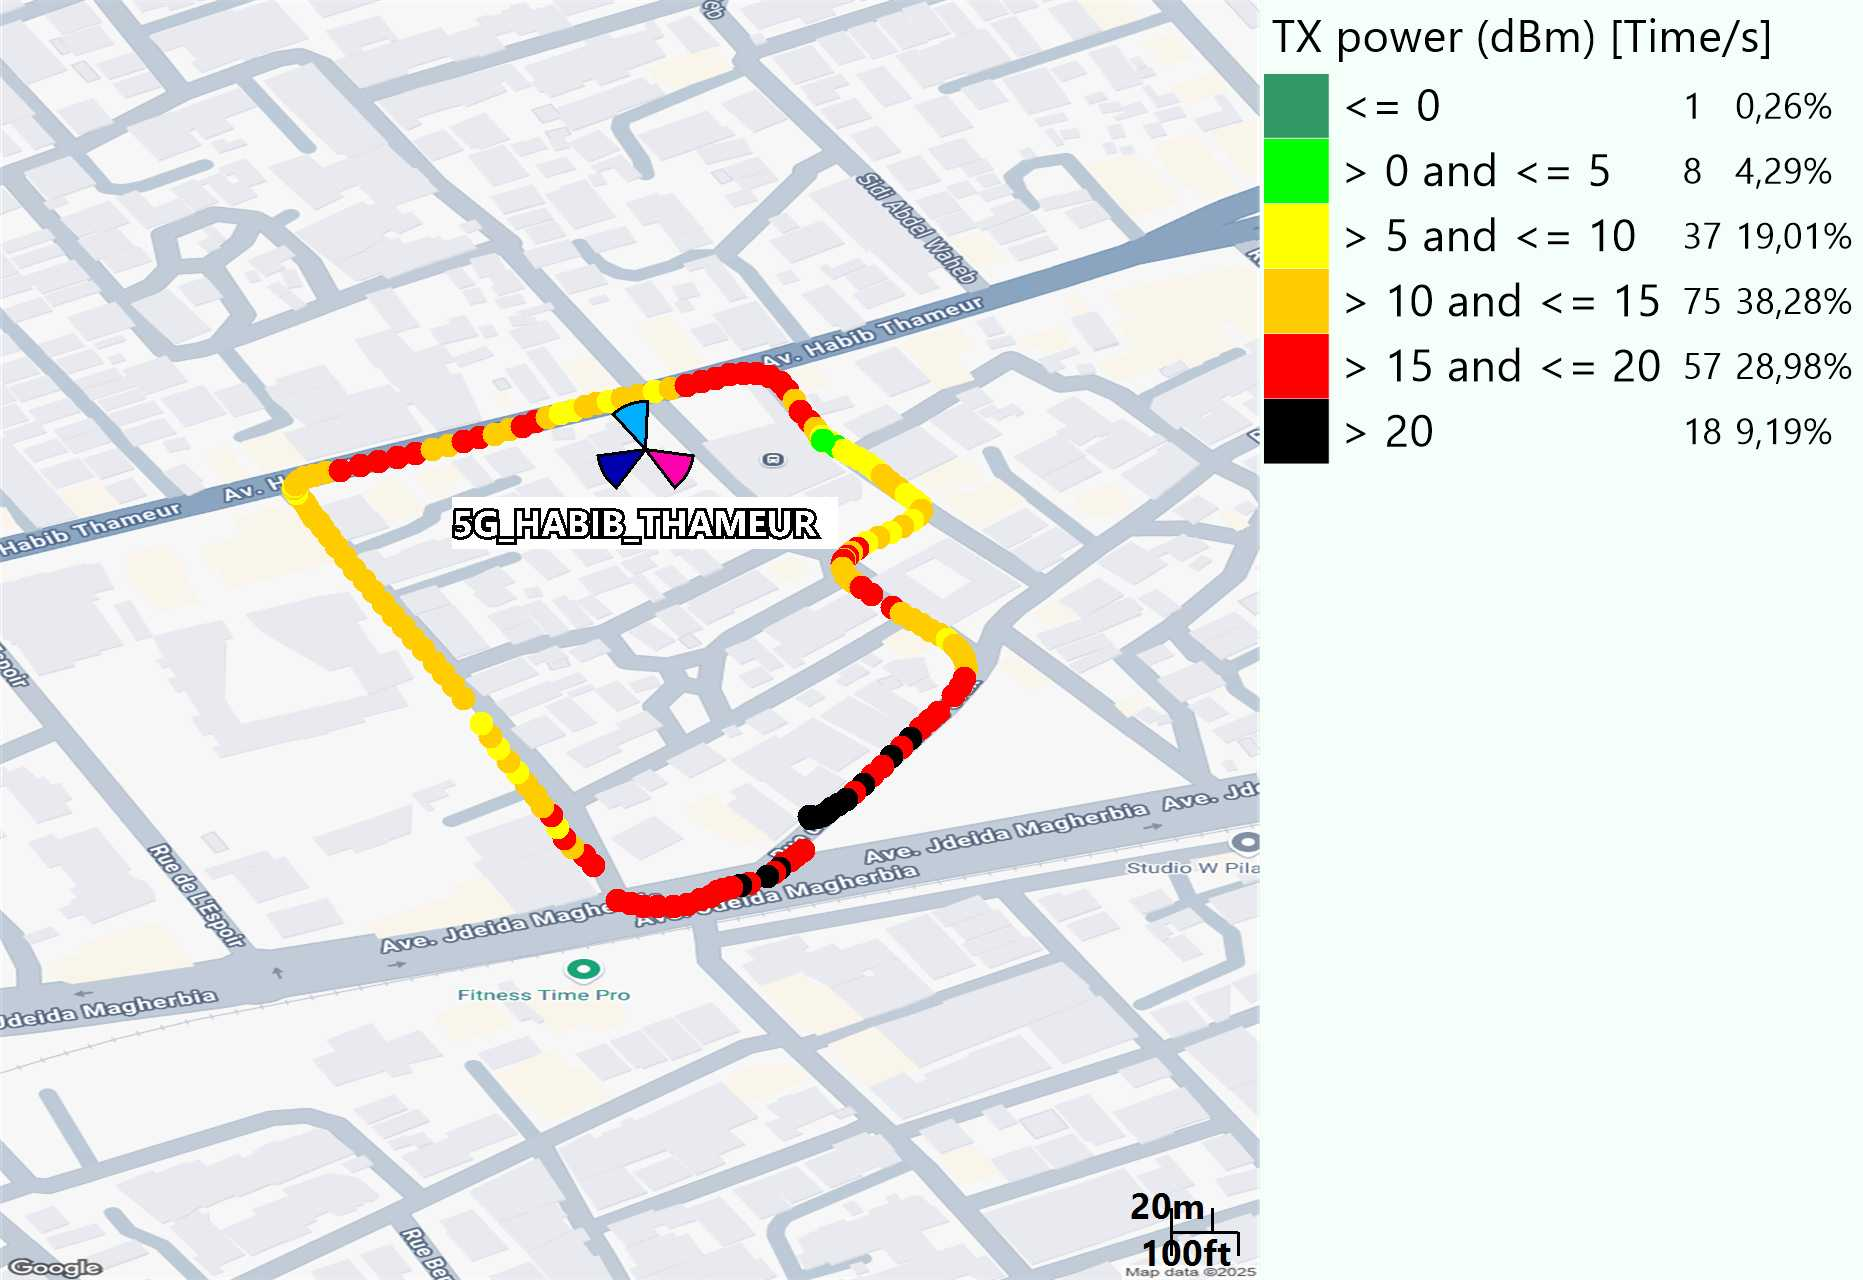 TX power (dBm) [Time/s]
<= 0 1 0,26%
> 0 and <= 5 8 4,29%
> 5 and <= 10 37 19,01%
> 10 and <= 15 75 38,28%
> 15 and <= 20 57 28,98%
> 20 18 9,19%
Sidi Abdel Waheb
Av. Habib Thameur
Av. H
Habib Thameur
5G_HABIB_THAMEUR
Rue de L'Espoir
Ave. Jdeida Magherbia
Ave. Jd
Studio W Pila
Ave. Jdeida Maghe
Ave. Jdeida Magherbia
Jdeida Magherbia
Fitness Time Pro
Rue Be
20m
100ft
Google
Map data ©2025